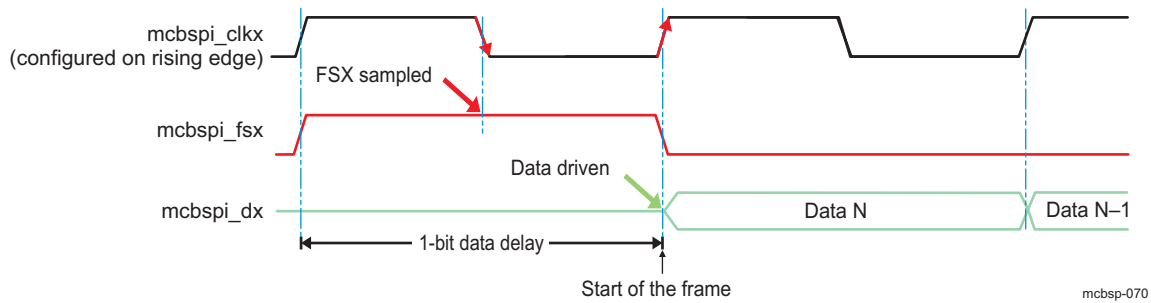 mcbspi_clkx
(configured on rising edge)
FSX sampled
mcbspi_fsx
Data driven
mcbspi_dx
Data N
Data N–1
1-bit data delay
Start of the frame
mcbsp-070